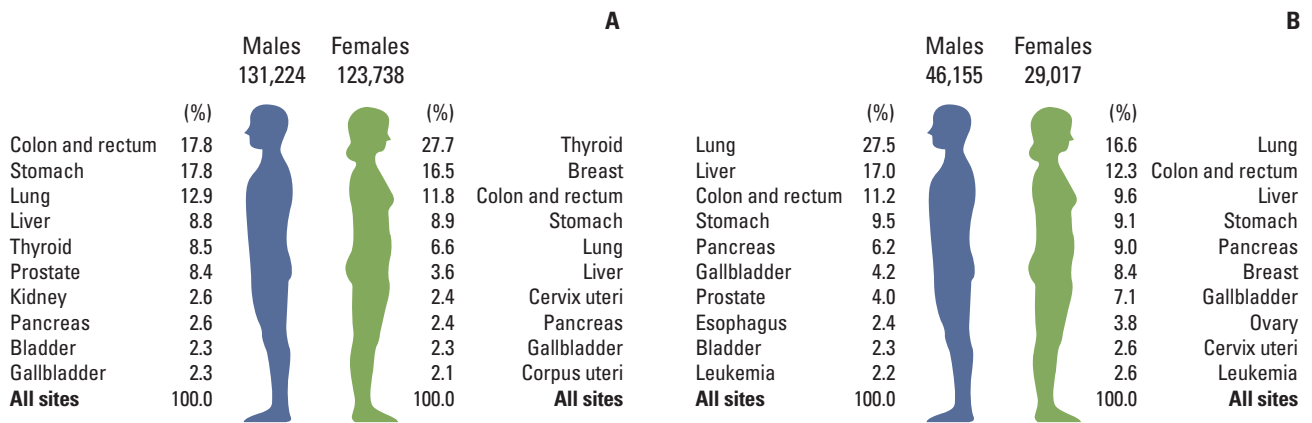 A
Males Females
131,224 123,738
(%) (%)
Colon and rectum 17.8 27.7 Thyroid
Stomach 17.8 16.5 Breast
Lung 12.9 11.8 Colon and rectum
Liver 8.8 8.9 Stomach
Thyroid 8.5 6.6 Lung
Prostate 8.4 3.6 Liver
Kidney 2.6 2.4 Cervix uteri
Pancreas 2.6 2.4 Pancreas
Bladder 2.3 2.3 Gallbladder
Gallbladder 2.3 2.1 Corpus uteri
All sites 100.0 100.0 All sites
B
Males Females
46,155 29,017
(%) (%)
Lung 27.5 16.6 Lung
Liver 17.0 12.3 Colon and rectum
Colon and rectum 11.2 9.6 Liver
Stomach 9.5 9.1 Stomach
Pancreas 6.2 9.0 Pancreas
Gallbladder 4.2 8.4 Breast
Prostate 4.0 7.1 Gallbladder
Esophagus 2.4 3.8 Ovary
Bladder 2.3 2.6 Cervix uteri
Leukemia 2.2 2.6 Leukemia
All sites 100.0 100.0 All sites